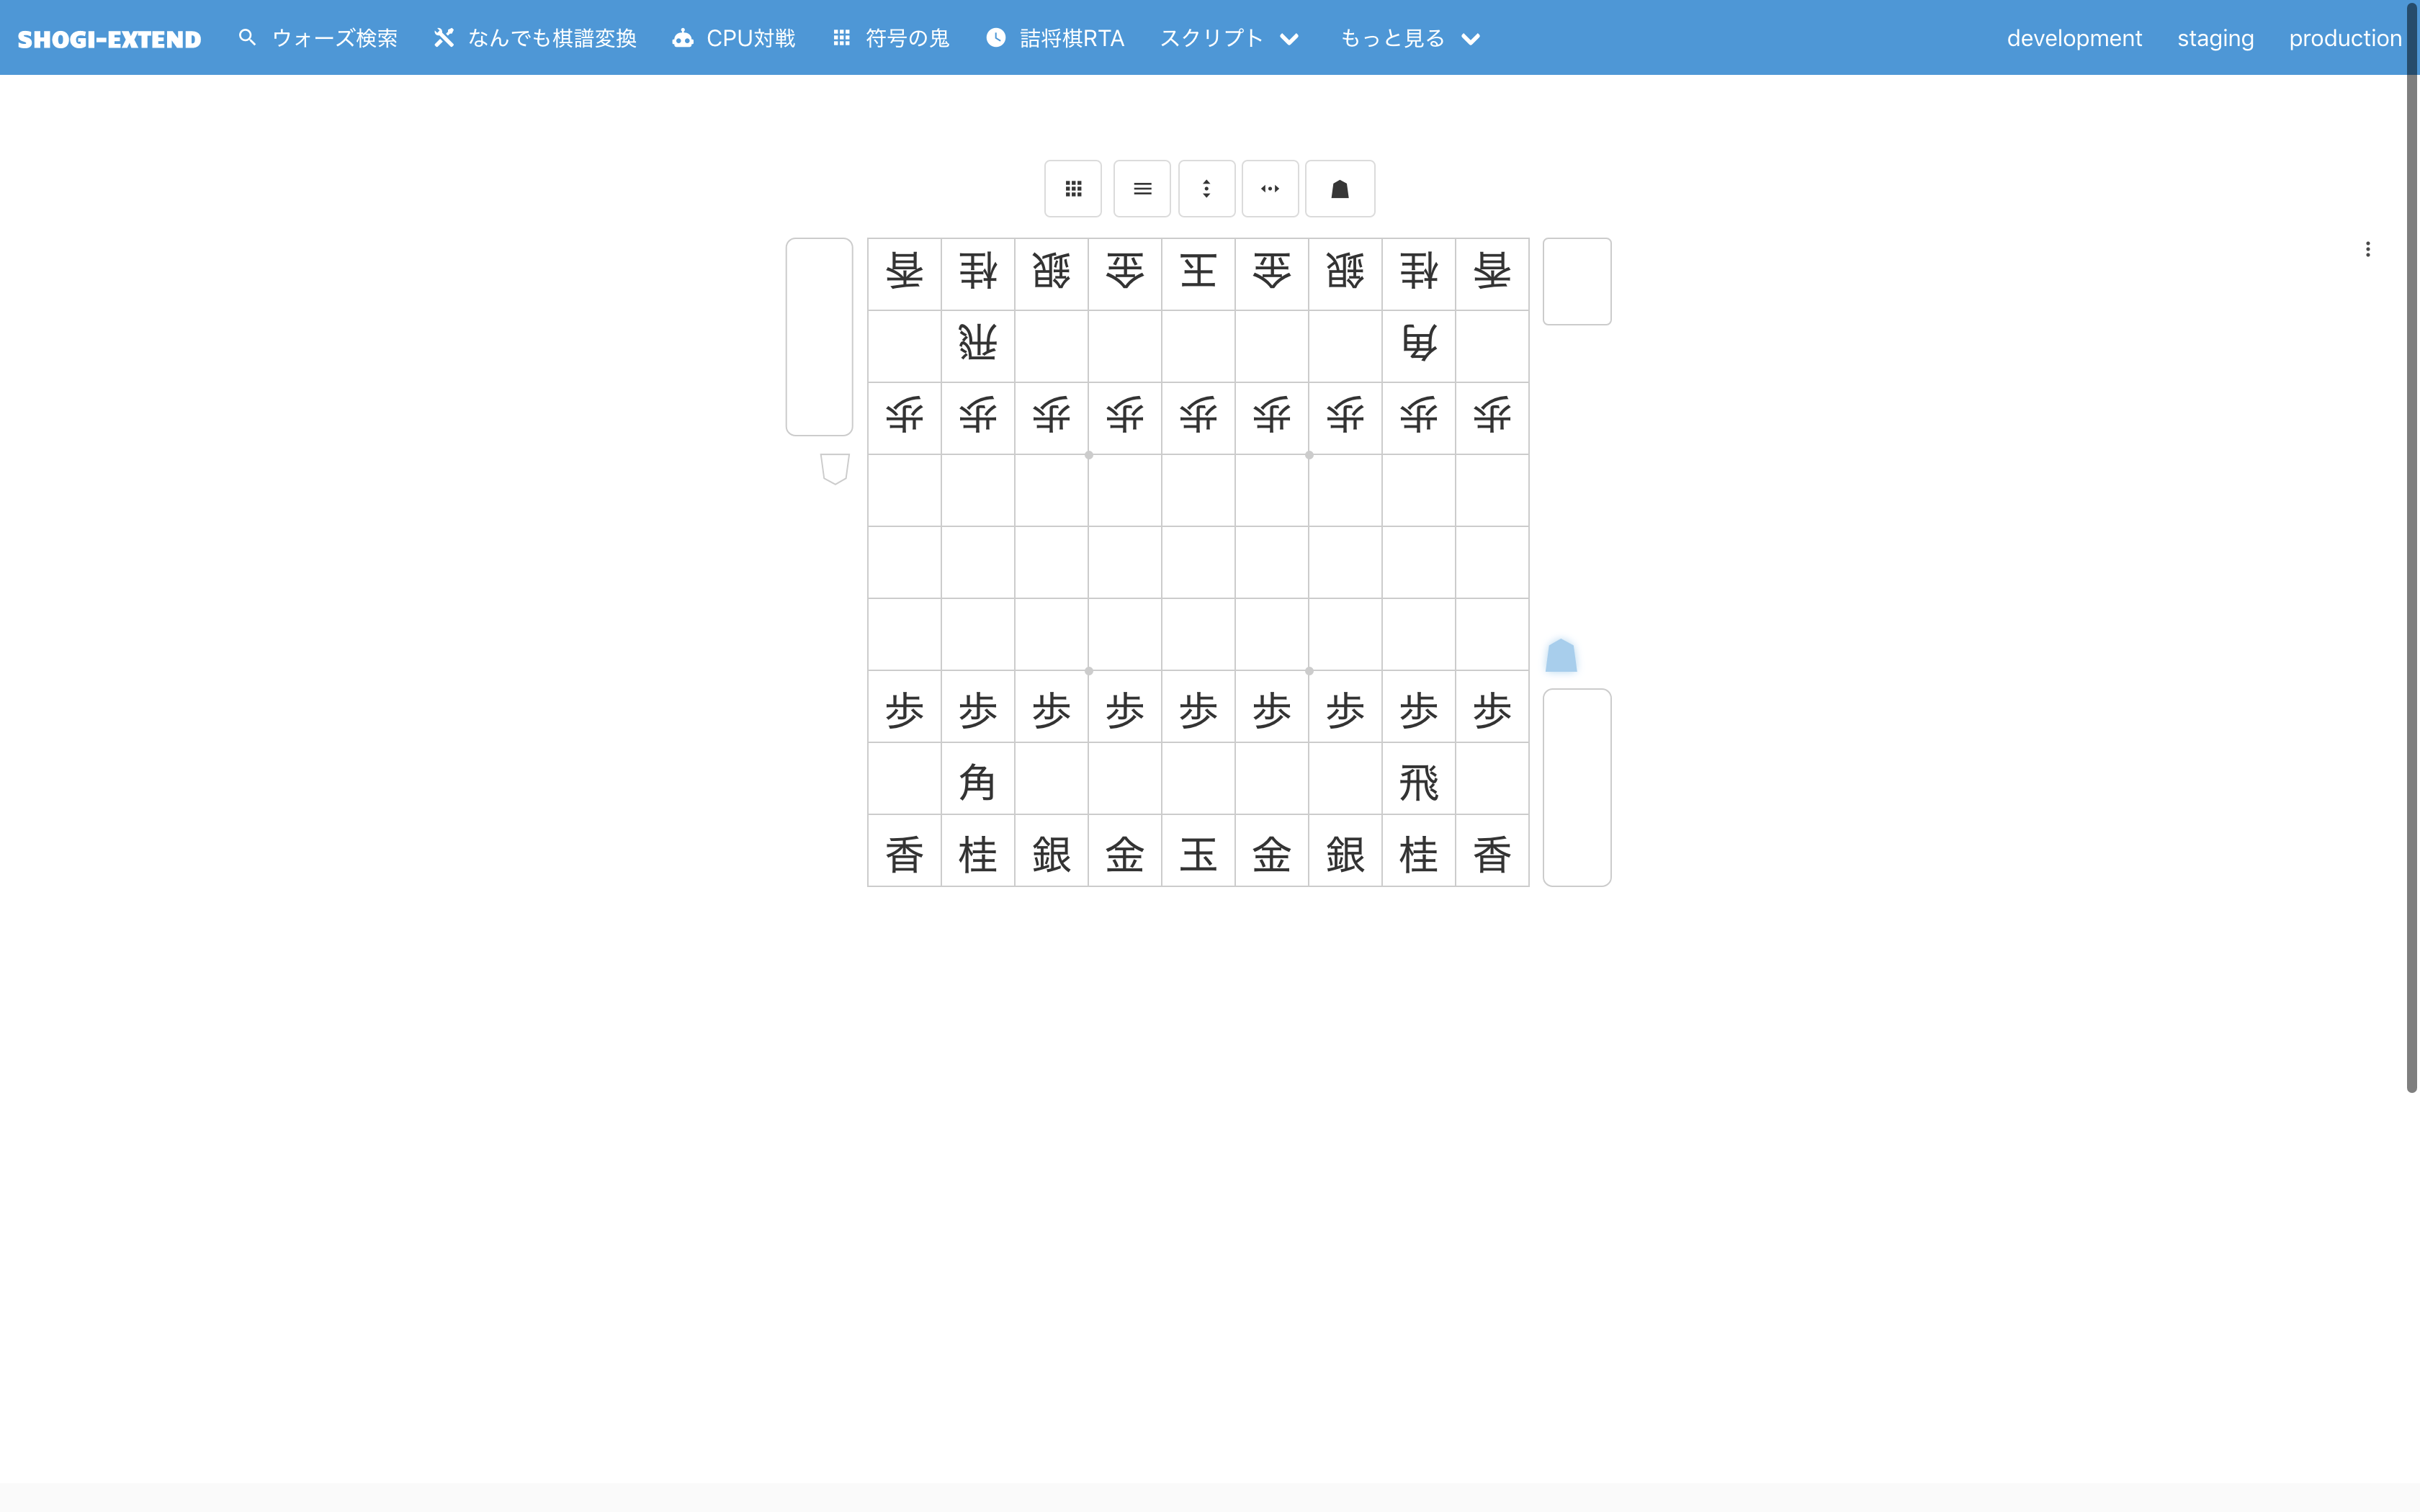 SHOGI-EXTEND ウォーズ検索 なんでも棋譜変換 CPU対戦 符号の鬼 詰将棋RTA スクリプト もっと見る development staging production
香 桂 銀 金 玉 金 銀 桂 香
飛 角
歩 歩 歩 歩 歩 歩 歩 歩 歩
歩 歩 歩 歩 歩 歩 歩 歩 歩
角 飛
香 桂 銀 金 玉 金 銀 桂 香